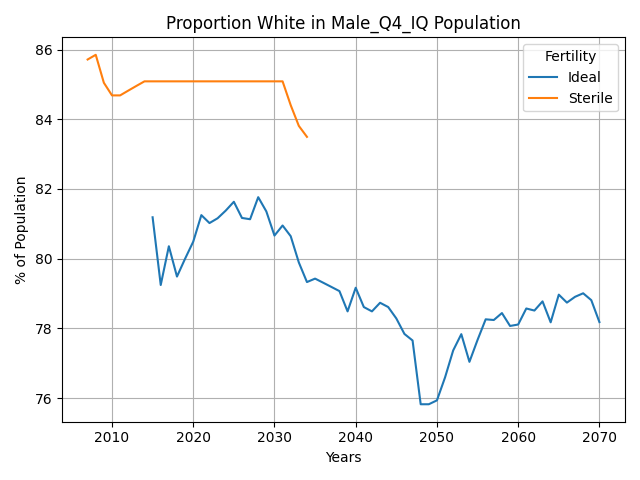 Proportion White in Male_Q4_IQ Population
Fertility
Ideal
Sterile
86
84
82
80
78
76
% of Population
2010 2020 2030 2040 2050 2060 2070
Years